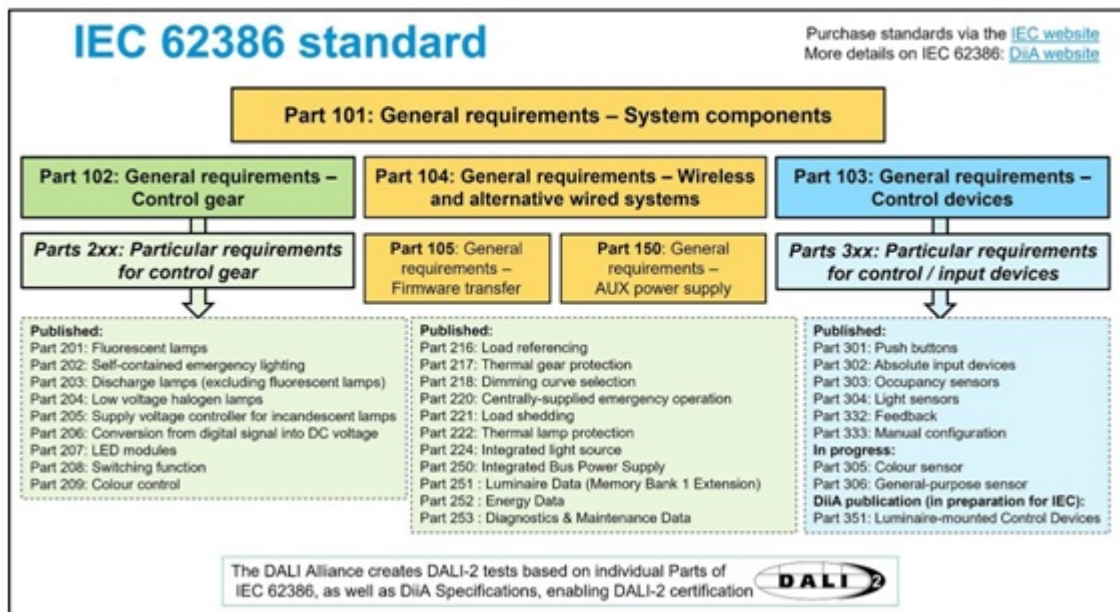 IEC 62386 standard
Purchase standards via the IEC website
More details on IEC 62386: DiiA website
Part 101: General requirements – System components
Part 102: General requirements –
Control gear
Part 104: General requirements – Wireless
and alternative wired systems
Part 103: General requirements –
Control devices
Parts 2xx: Particular requirements
for control gear
Part 105: General
requirements –
Firmware transfer
Part 150: General
requirements –
AUX power supply
Parts 3xx: Particular requirements
for control / input devices
Published:
Part 201: Fluorescent lamps
Part 202: Self-contained emergency lighting
Part 203: Discharge lamps (excluding fluorescent lamps)
Part 204: Low voltage halogen lamps
Part 205: Supply voltage controller for incandescent lamps
Part 206: Conversion from digital signal into DC voltage
Part 207: LED modules
Part 208: Switching function
Part 209: Colour control
Published:
Part 216: Load referencing
Part 217: Thermal gear protection
Part 218: Dimming curve selection
Part 220: Centrally-supplied emergency operation
Part 221: Load shedding
Part 222: Thermal lamp protection
Part 224: Integrated light source
Part 250: Integrated Bus Power Supply
Part 251 : Luminaire Data (Memory Bank 1 Extension)
Part 252 : Energy Data
Part 253 : Diagnostics & Maintenance Data
Published:
Part 301: Push buttons
Part 302: Absolute input devices
Part 303: Occupancy sensors
Part 304: Light sensors
Part 332: Feedback
Part 333: Manual configuration
In progress:
Part 305: Colour sensor
Part 306: General-purpose sensor
DiiA publication (in preparation for IEC):
Part 351: Luminaire-mounted Control Devices
The DALI Alliance creates DALI-2 tests based on individual Parts of
IEC 62386, as well as DiiA Specifications, enabling DALI-2 certification
DALI 2